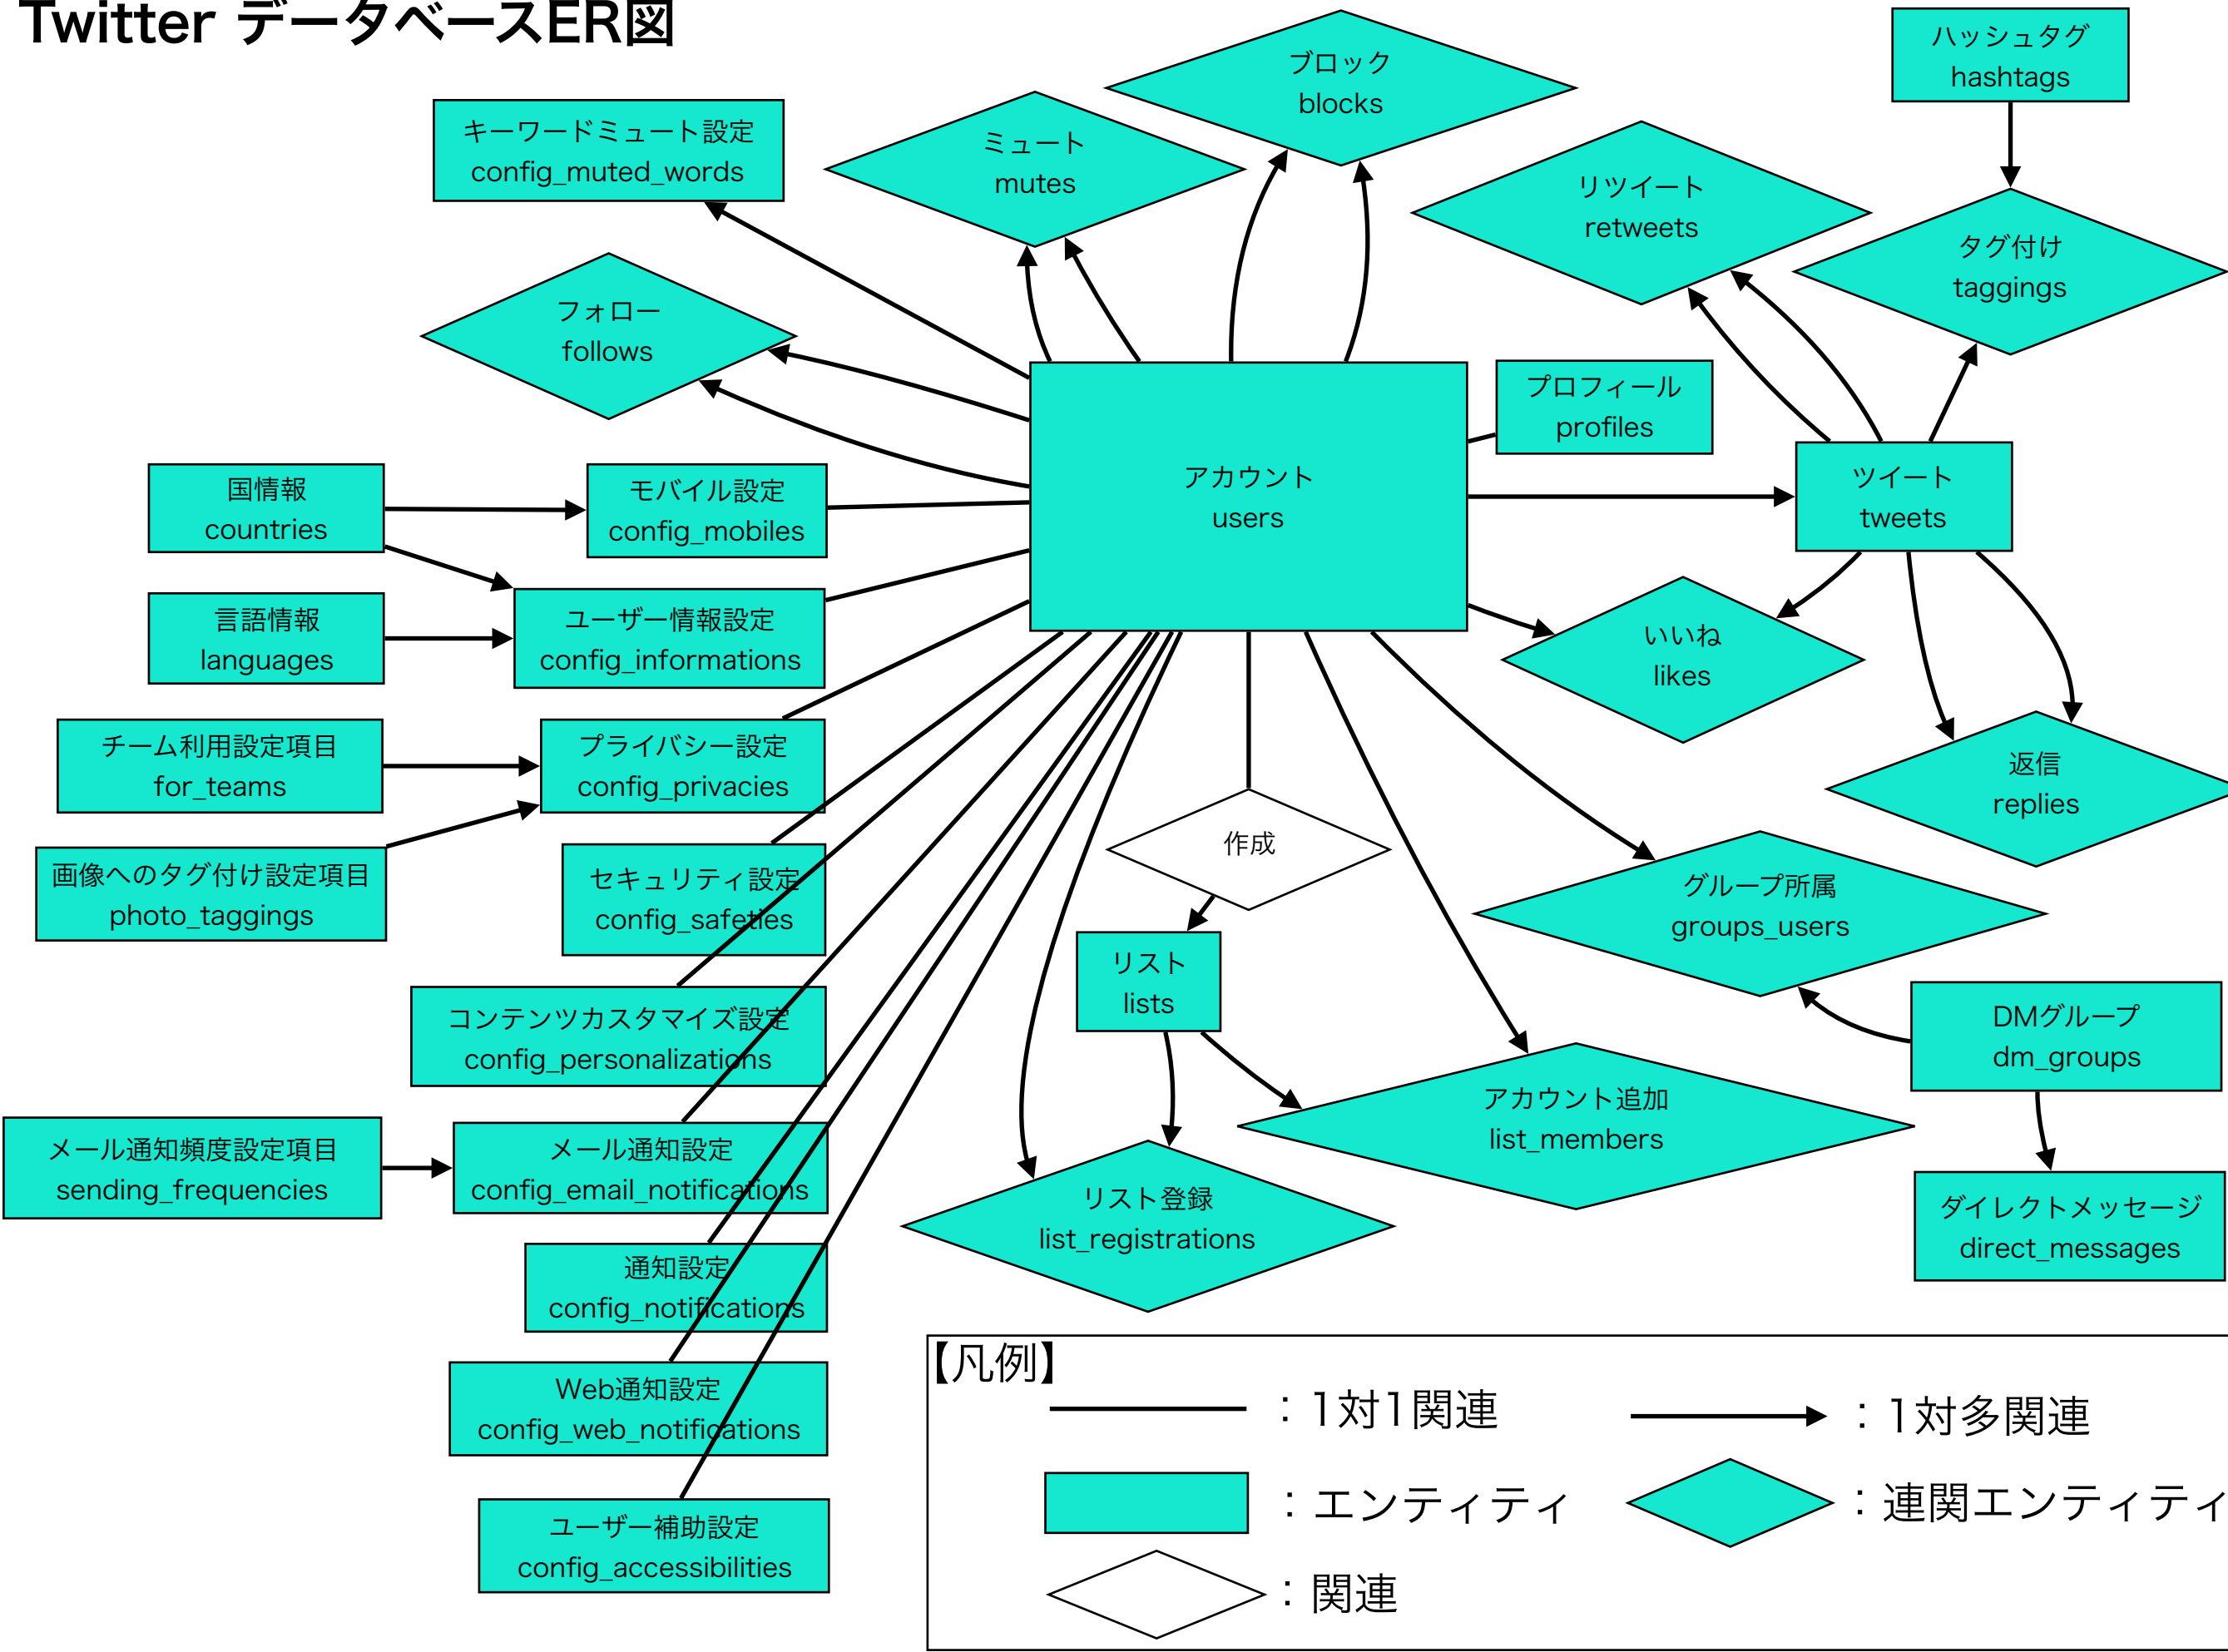 Twitter データベースER図
ブロック
blocks
ハッシュタグ
hashtags
キーワードミュート設定
config_muted_words
ミュート
mutes
リツイート
retweets
タグ付け
taggings
フォロー
follows
プロフィール
profiles
アカウント
users
ツイート
tweets
国情報
countries
モバイル設定
config_mobiles
言語情報
languages
ユーザー情報設定
config_informations
いいね
likes
チーム利用設定項目
for_teams
プライバシー設定
config_privacies
返信
replies
画像へのタグ付け設定項目
photo_taggings
セキュリティ設定
config_safeties
作成
グループ所属
groups_users
リスト
lists
コンテンツカスタマイズ設定
config_personalizations
DMグループ
dm_groups
アカウント追加
list_members
メール通知頻度設定項目
sending_frequencies
メール通知設定
config_email_notifications
リスト登録
list_registrations
ダイレクトメッセージ
direct_messages
通知設定
config_notifications
Web通知設定
config_web_notifications
ユーザー補助設定
config_accessibilities
【凡例】
：1対1関連
：1対多関連
：エンティティ
：連関エンティティ
：関連